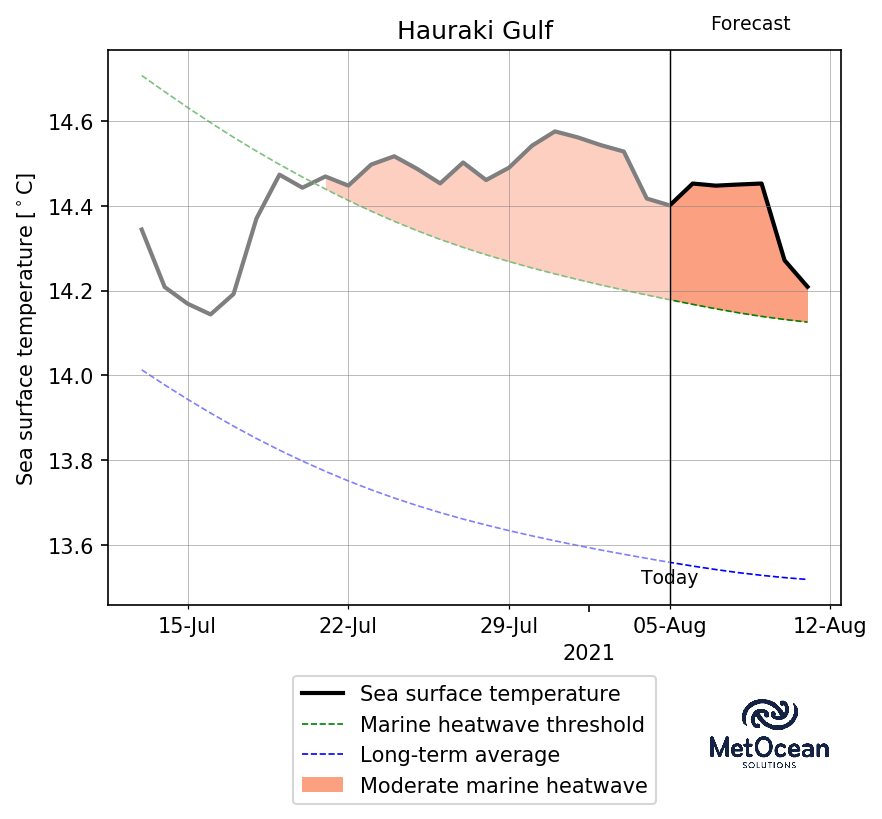 Forecast
Hauraki Gulf
Sea surface temperature [°C]
14.6
14.4
14.2
14.0
13.8
13.6
Today
15-Jul 22-Jul 29-Jul 05-Aug 12-Aug
2021
Sea surface temperature
Marine heatwave threshold
Long-term average
Moderate marine heatwave
MetOcean
SOLUTIONS